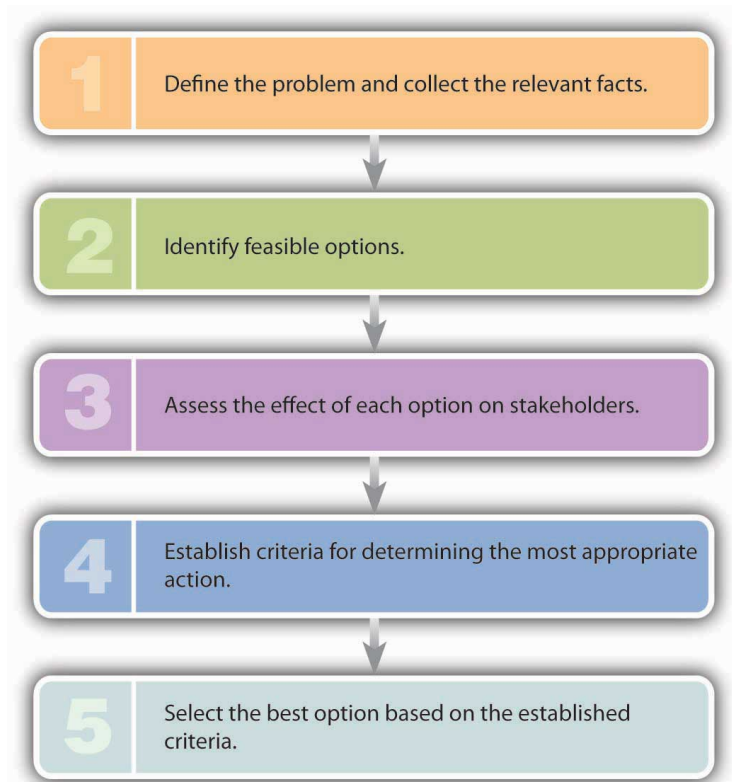 1
Define the problem and collect the relevant facts.
2
Identify feasible options.
3
Assess the effect of each option on stakeholders.
4
Establish criteria for determining the most appropriate
action.
5
Select the best option based on the established
criteria.